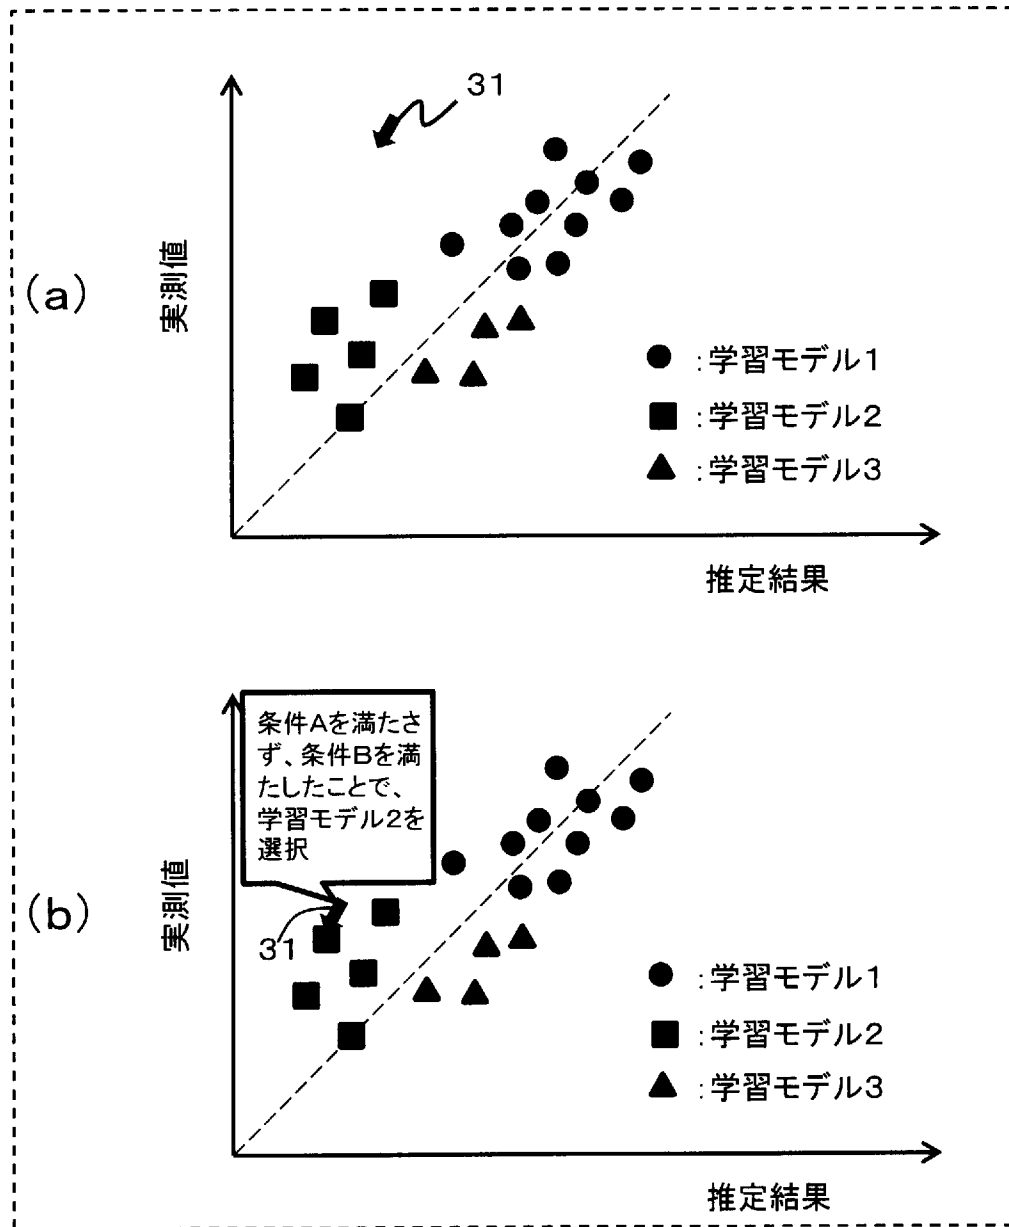 31
(a)
実測値
●:学習モデル1
■:学習モデル2
▲:学習モデル3
推定結果
条件Aを満たさ
ず、条件Bを満
たしたことで、
学習モデル2を
選択
(b)
実測値
31
●:学習モデル1
■:学習モデル2
▲:学習モデル3
推定結果